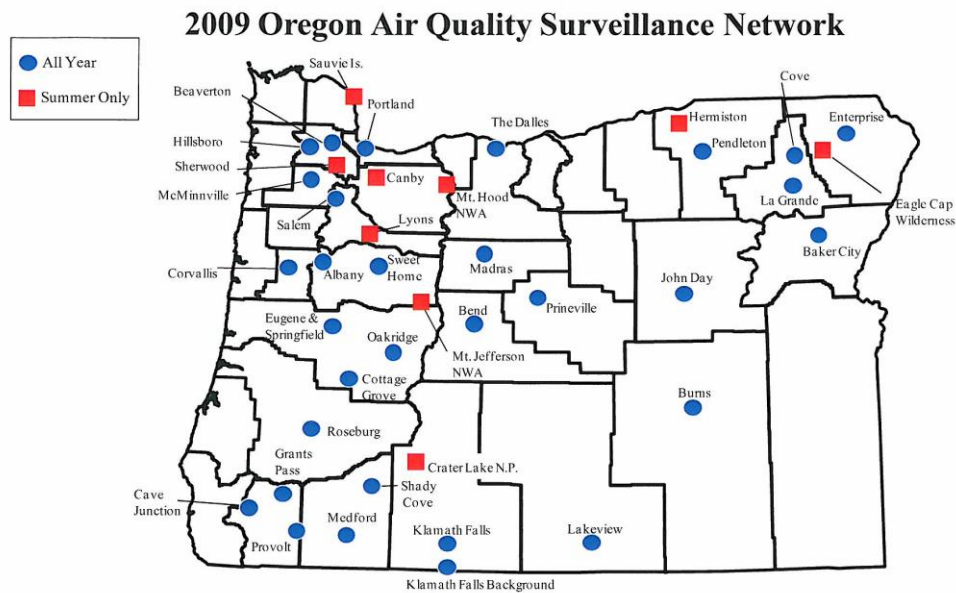 2009 Oregon Air Quality Surveillance Network
All Year
Summer Only
Sauvie Is.
Beaverton
Portland
Cove
Hillsboro
The Dalles
Hermiston
Enterprise
Sherwood
Pendleton
Canby
McMinnville
Mt. Hood
NWA
La Grande
Eagle Cap
Wilderness
Salem
Lyons
Baker City
Corvallis
Albany
Sweet
Home
Madras
John Day
Eugene &
Springfield
Bend
Prineville
Oakridge
Mt. Jefferson
NWA
Cottage
Grove
Burns
Roseburg
Grants
Pass
Crater Lake N.P.
Cave
Junction
Shady
Cove
Medford
Provolt
Klamath Falls
Lakeview
Klamath Falls Background